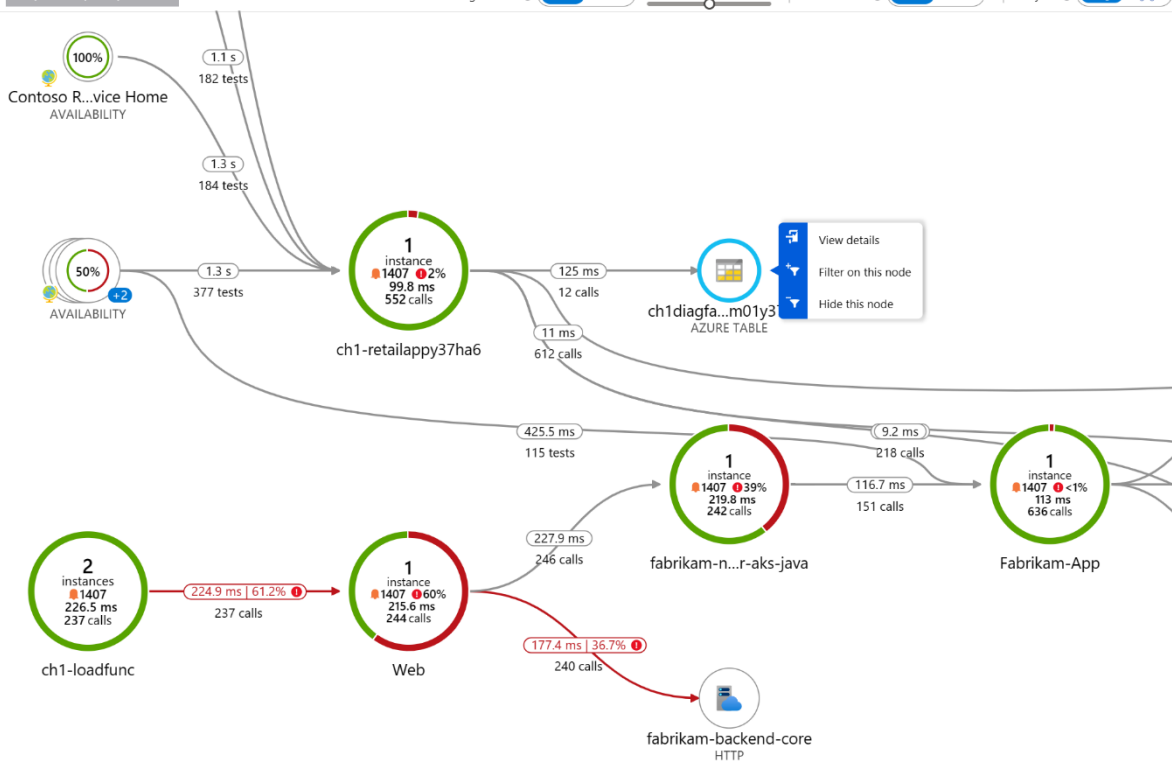 100%
Contoso R...vice Home
AVAILABILITY
1.1 s
182 tests
1.3 s
184 tests
50%
+2
AVAILABILITY
1.3 s
377 tests
1
instance
1407 2%
99.8 ms
552 calls
ch1-retailappy37ha6
125 ms
12 calls
ch1diagfa...m01y37
AZURE TABLE
View details
Filter on this node
Hide this node
11 ms
612 calls
425.5 ms
115 tests
9.2 ms
218 calls
1
instance
1407 39%
219.8 ms
242 calls
fabrikam-n...r-aks-java
116.7 ms
151 calls
1
instance
1407 <1%
113 ms
636 calls
Fabrikam-App
227.9 ms
246 calls
2
instances
1407
226.5 ms
237 calls
ch1-loadfunc
224.9 ms | 61.2%
237 calls
1
instance
1407 60%
215.6 ms
244 calls
Web
177.4 ms | 36.7%
240 calls
fabrikam-backend-core
HTTP